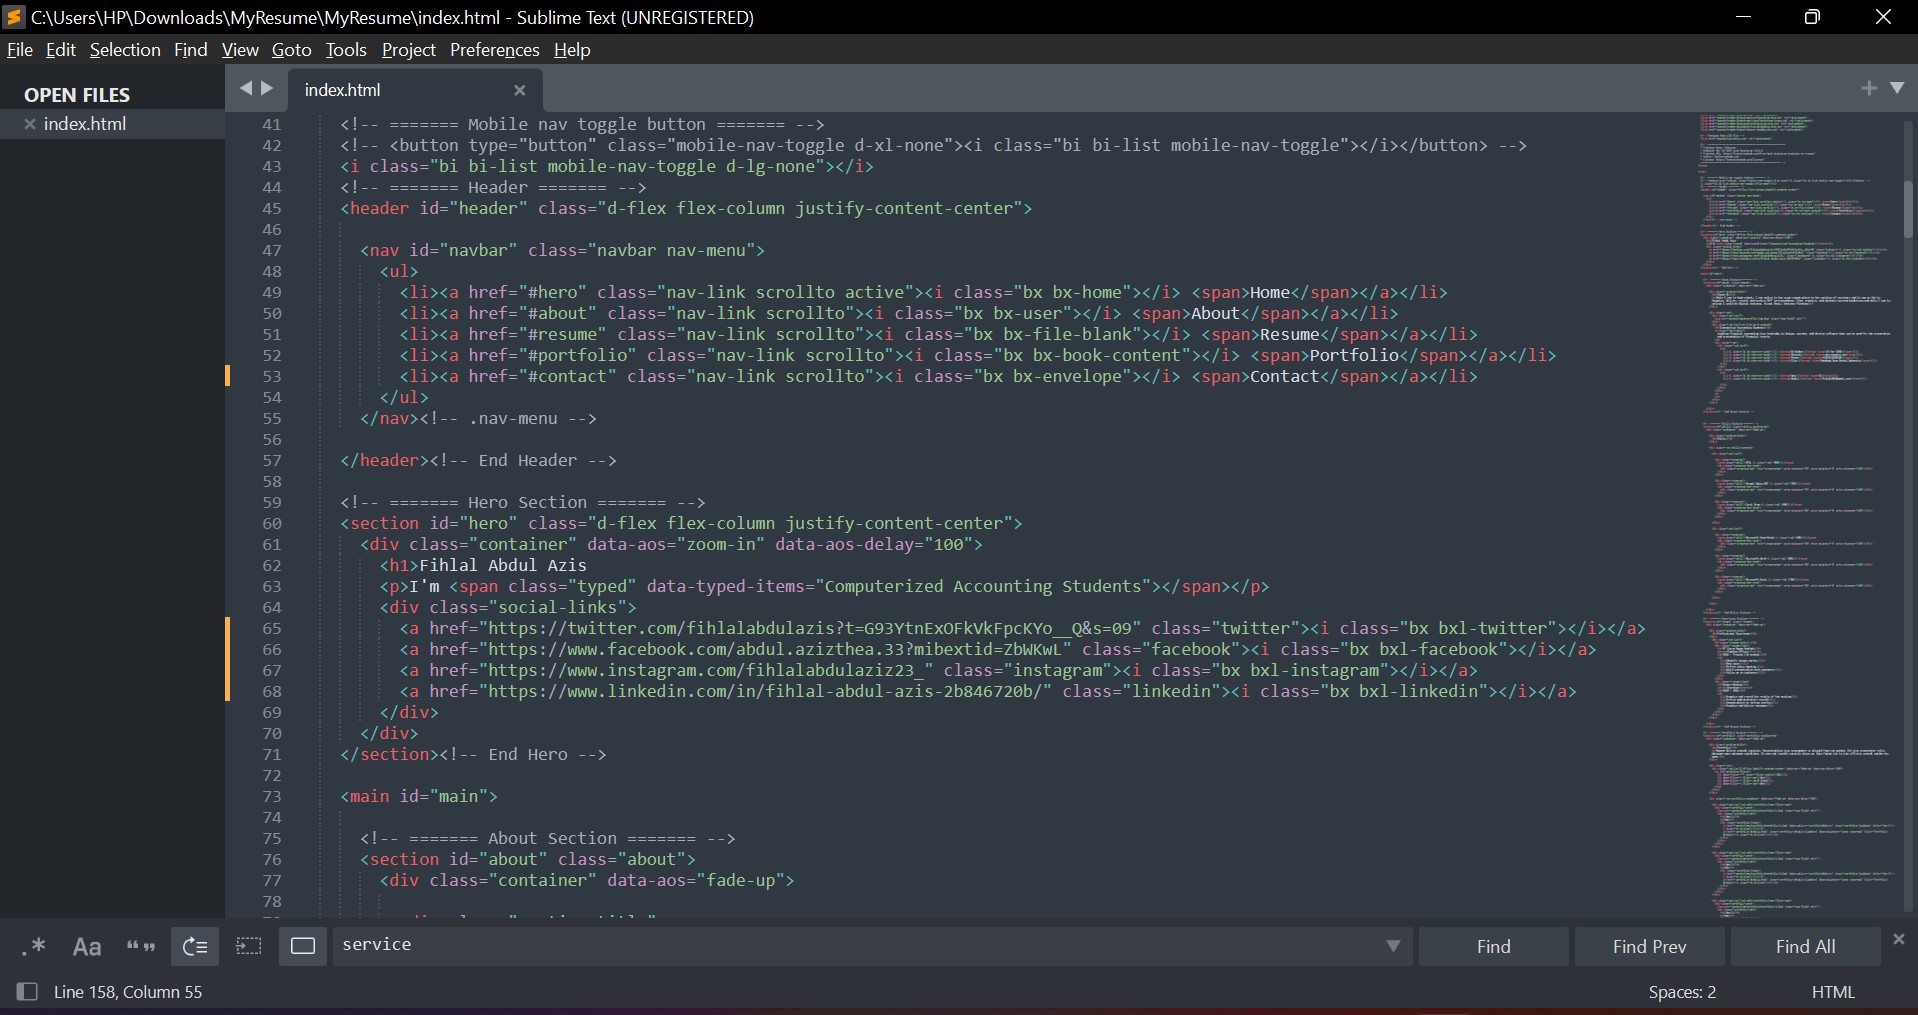 C:\Users\HP\Downloads\MyResume\MyResume\index.html - Sublime Text (UNREGISTERED)
File Edit Selection Find View Goto Tools Project Preferences Help
OPEN FILES
index.html
index.html
41 <!-- ======= Mobile nav toggle button ======= -->
42 <!-- <button type="button" class="mobile-nav-toggle d-xl-none"><i class="bi bi-list mobile-nav-toggle"></i></button> -->
43 <i class="bi bi-list mobile-nav-toggle d-lg-none"></i>
44 <!-- ======= Header ======= -->
45 <header id="header" class="d-flex flex-column justify-content-center">
46
47 <nav id="navbar" class="navbar nav-menu">
48 <ul>
49 <li><a href="#hero" class="nav-link scrollto active"><i class="bx bx-home"></i> <span>Home</span></a></li>
50 <li><a href="#about" class="nav-link scrollto"><i class="bx bx-user"></i> <span>About</span></a></li>
51 <li><a href="#resume" class="nav-link scrollto"><i class="bx bx-file-blank"></i> <span>Resume</span></a></li>
52 <li><a href="#portfolio" class="nav-link scrollto"><i class="bx bx-book-content"></i> <span>Portfolio</span></a></li>
53 <li><a href="#contact" class="nav-link scrollto"><i class="bx bx-envelope"></i> <span>Contact</span></a></li>
54 </ul>
55 </nav><!-- .nav-menu -->
56
57 </header><!-- End Header -->
58
59 <!-- ======= Hero Section ======= -->
60 <section id="hero" class="d-flex flex-column justify-content-center">
61 <div class="container" data-aos="zoom-in" data-aos-delay="100">
62 <h1>Fihlal Abdul Azis
63 <p>I'm <span class="typed" data-typed-items="Computerized Accounting Students"></span></p>
64 <div class="social-links">
65 <a href="https://twitter.com/fihlalabdulazis?t=G93YtnExOFkVkFpcKYo__Q&s=09" class="twitter"><i class="bx bxl-twitter"></i></a>
66 <a href="https://www.facebook.com/abdul.azizthea.33?mibextid=ZbWKwL" class="facebook"><i class="bx bxl-facebook"></i></a>
67 <a href="https://www.instagram.com/fihlalabdulaziz23_" class="instagram"><i class="bx bxl-instagram"></i></a>
68 <a href="https://www.linkedin.com/in/fihlal-abdul-azis-2b846720b/" class="linkedin"><i class="bx bxl-linkedin"></i></a>
69 </div>
70 </div>
71 </section><!-- End Hero -->
72
73 <main id="main">
74
75 <!-- ======= About Section ======= -->
76 <section id="about" class="about">
77 <div class="container" data-aos="fade-up">
78
.* Aa “” service Find Find Prev Find All
Line 158, Column 55 Spaces: 2 HTML